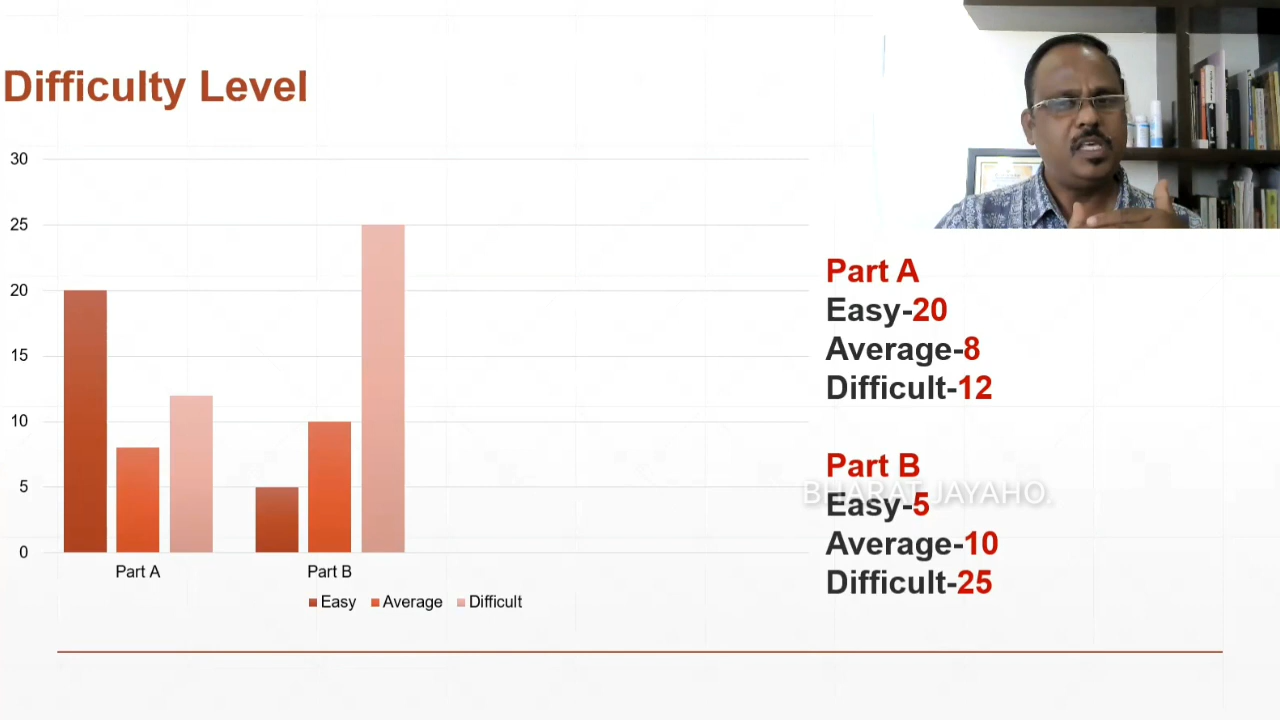 Difficulty Level
30
25
20
15
10
5
0
Part A
Part B
Easy
Average
Difficult
Part A
Easy-20
Average-8
Difficult-12
Part B
BHARAT JAYAHO.
Easy-5
Average-10
Difficult-25